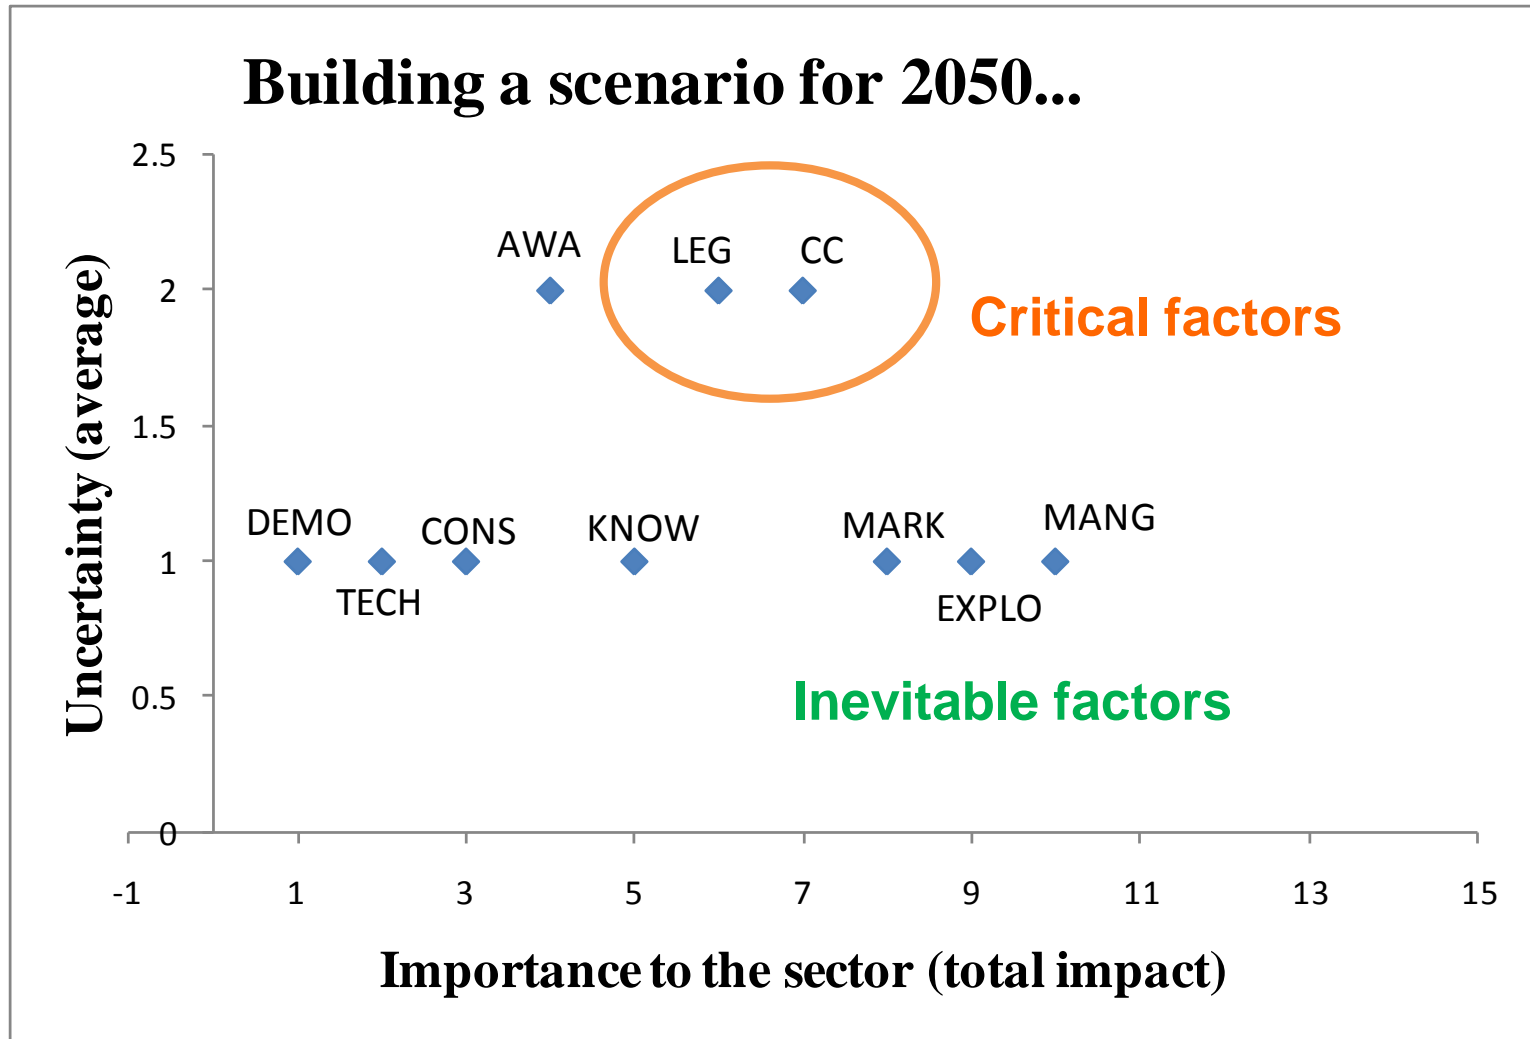 Building a scenario for 2050...
2.5
AWA
LEG
CC
2
Critical factors
Uncertainty (average)
1.5
DEMO
CONS
KNOW
MARK
MANG
1
TECH
EXPLO
Inevitable factors
0.5
0
-1 1 3 5 7 9 11 13 15
Importance to the sector (total impact)